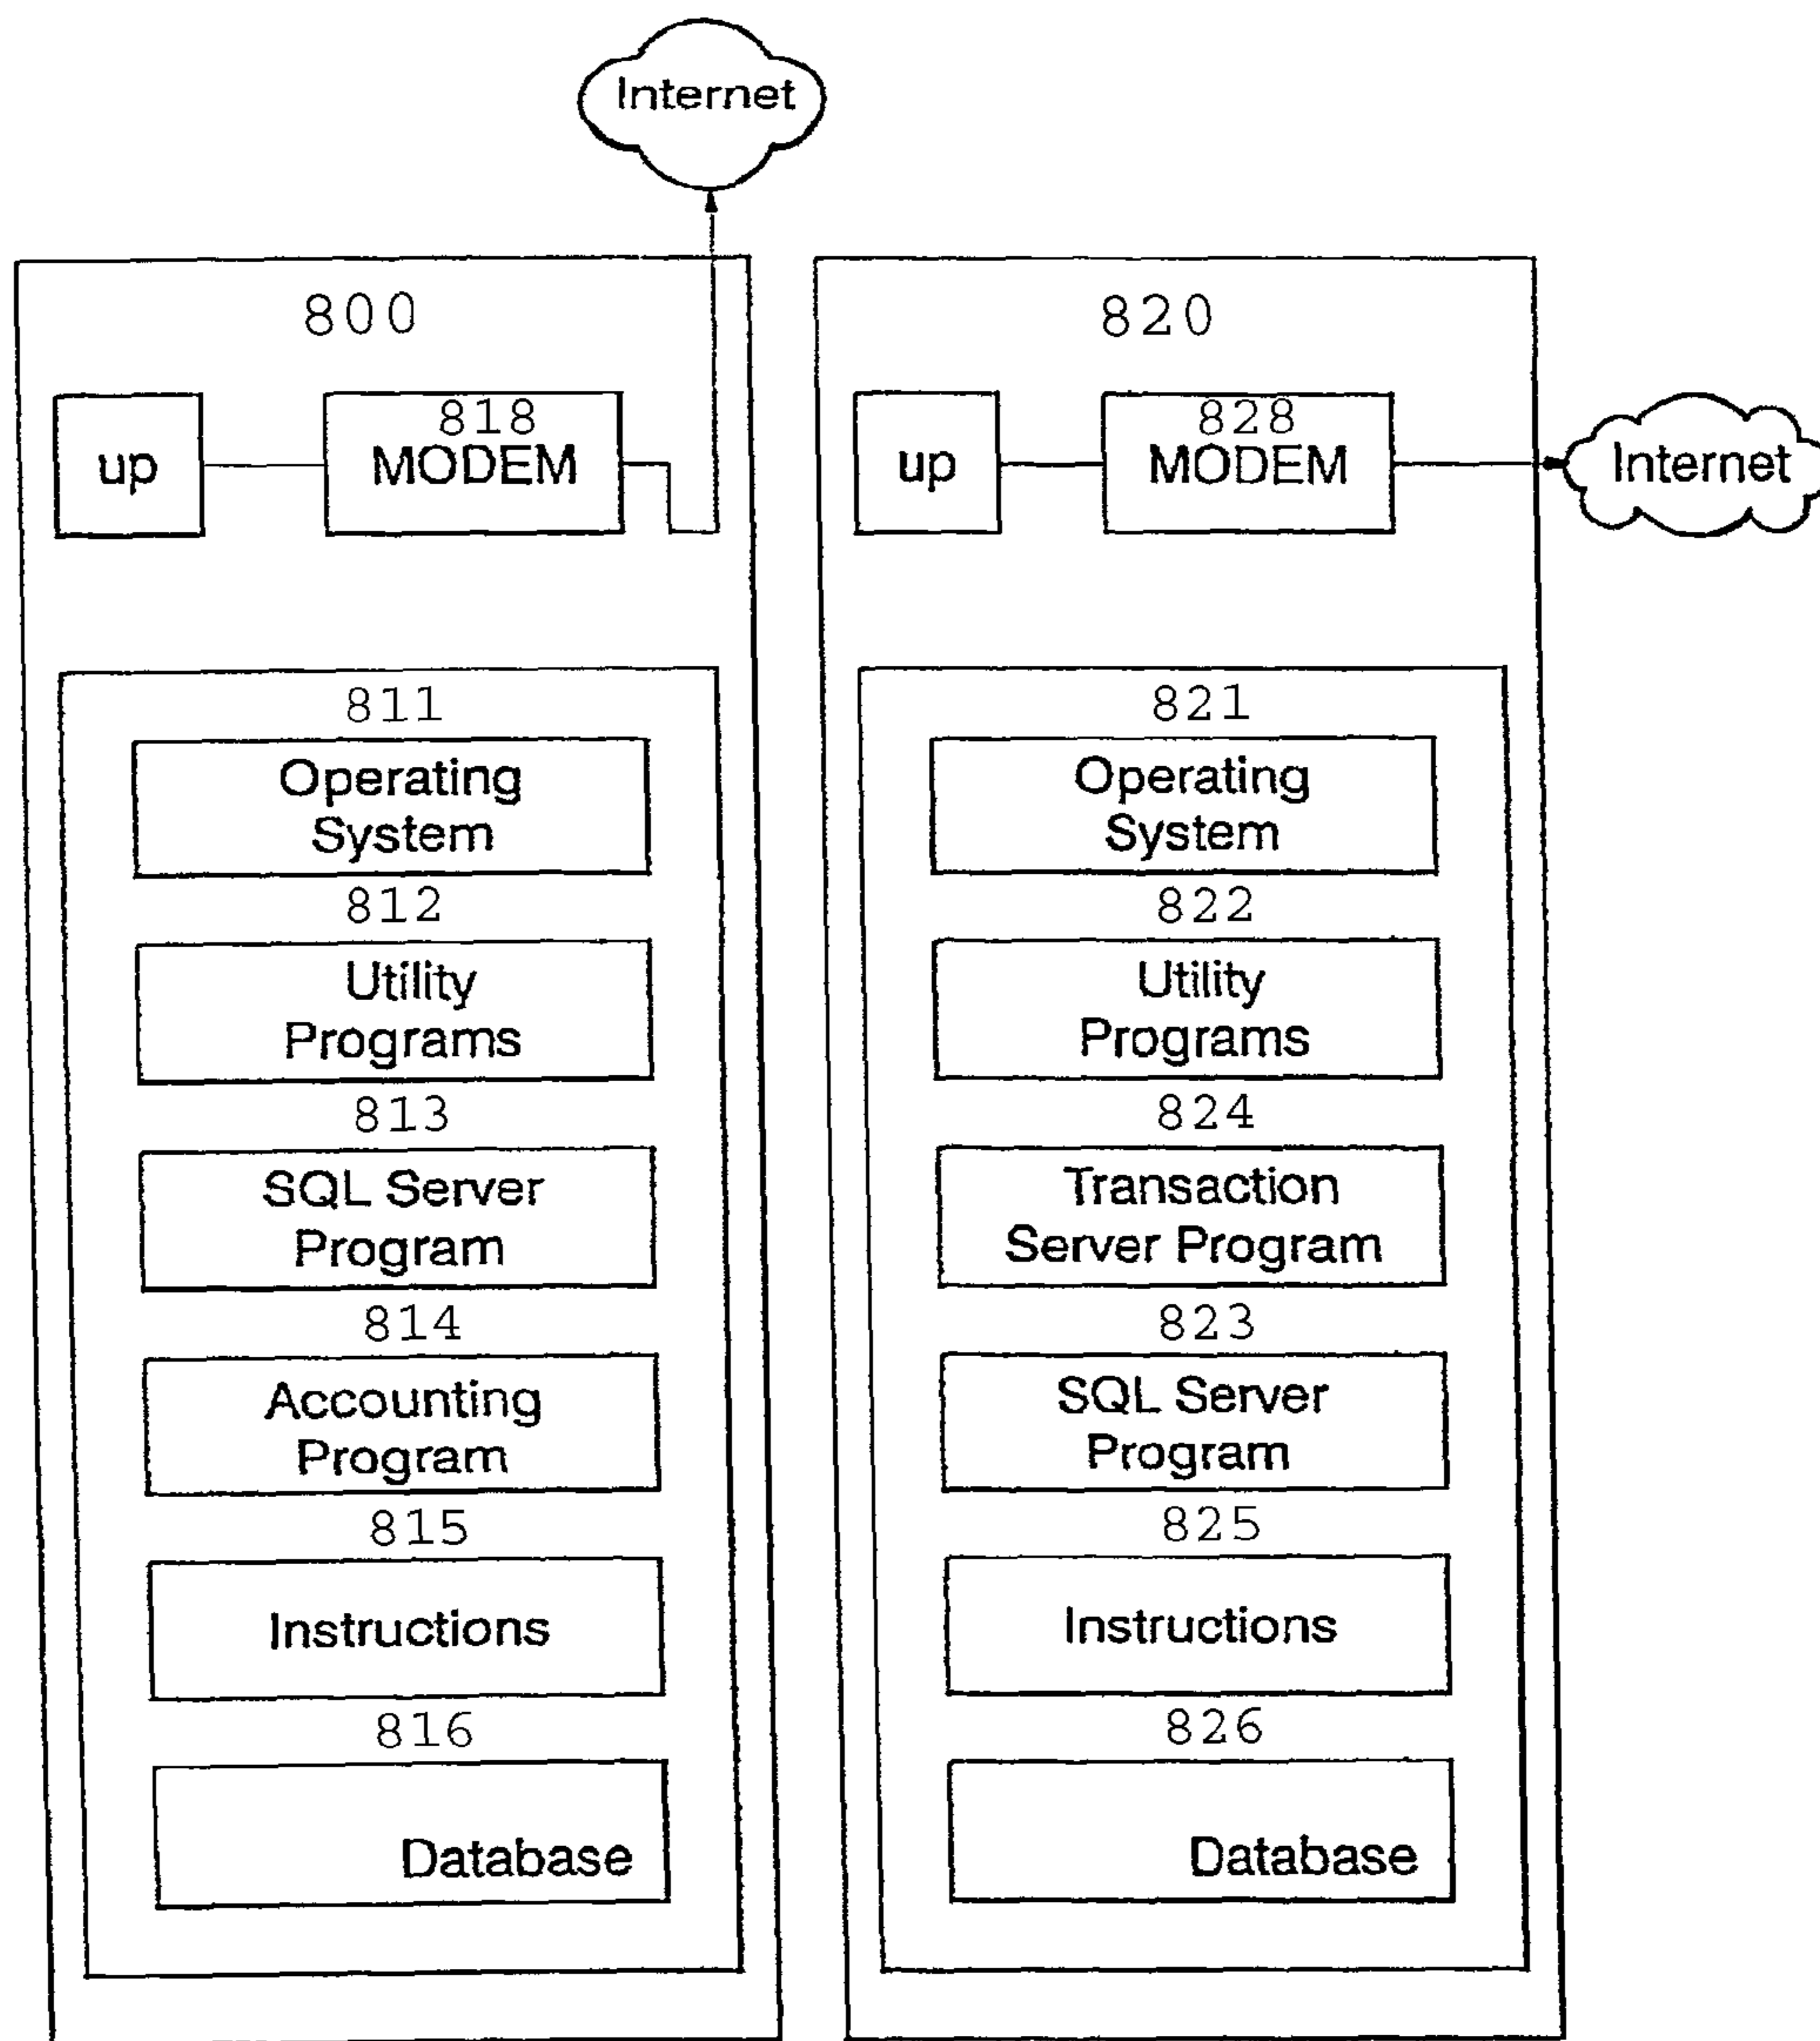 Internet
800
up
818
MODEM
811
Operating
System
812
Utility
Programs
813
SQL Server
Program
814
Accounting
Program
815
Instructions
816
Database
820
up
828
MODEM
Internet
821
Operating
System
822
Utility
Programs
824
Transaction
Server Program
823
SQL Server
Program
825
Instructions
826
Database